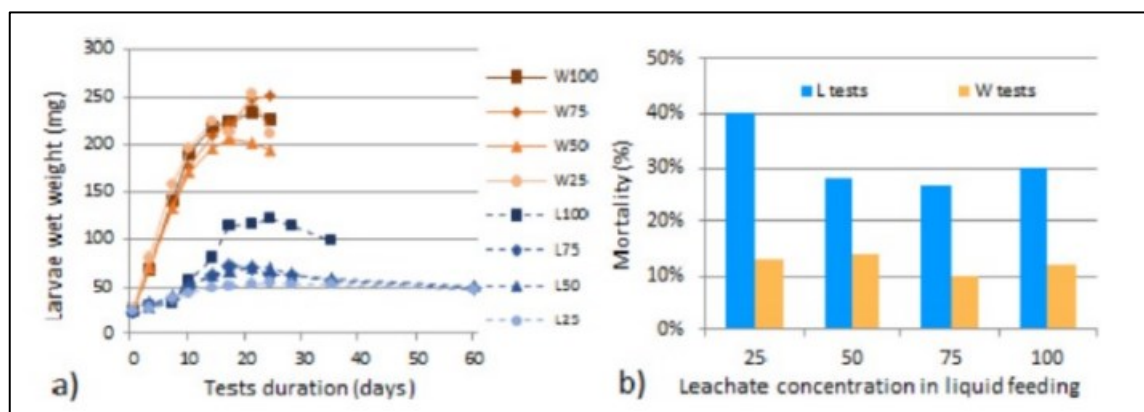 300
250
200
150
100
50
0
Larvae wet weight (mg)
0 10 20 30 40 50 60
Tests duration (days)
a)
W100
W75
W50
W25
L100
L75
L50
L25
50%
40%
30%
20%
10%
0%
Mortality (%)
L tests W tests
25 50 75 100
Leachate concentration in liquid feeding
b)